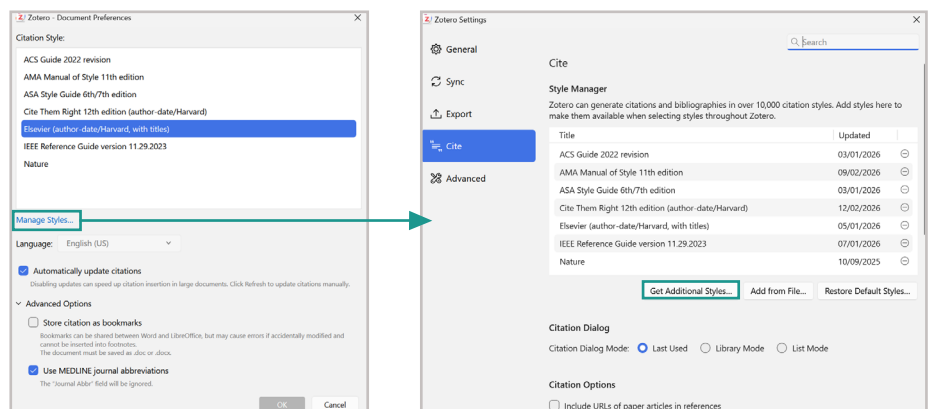 Zotero - Document Preferences
Citation Style:
ACS Guide 2022 revision
AMA Manual of Style 11th edition
ASA Style Guide 6th/7th edition
Cite Them Right 12th edition (author-date/Harvard)
Elsevier (author-date/Harvard, with titles)
IEEE Reference Guide version 11.29.2023
Nature
Manage Styles...
Language: English (US)
Automatically update citations
Disabling updates can speed up citation insertion in large documents. Click Refresh to update citations manually.
Advanced Options
Store citation as bookmarks
Bookmarks can be shared between Word and LibreOffice, but may cause errors if accidentally modified and
cannot be inserted into footnotes.
The document must be saved as .doc or .docx.
Use MEDLINE journal abbreviations
The "Journal Abbr" field will be ignored.
OK Cancel
Zotero Settings
Search
General
Sync
Export
Cite
Advanced
Cite
Style Manager
Zotero can generate citations and bibliographies in over 10,000 citation styles. Add styles here to
make them available when selecting styles throughout Zotero.
Title Updated
ACS Guide 2022 revision 03/01/2026
AMA Manual of Style 11th edition 09/02/2026
ASA Style Guide 6th/7th edition 03/01/2026
Cite Them Right 12th edition (author-date/Harvard) 12/02/2026
Elsevier (author-date/Harvard, with titles) 05/01/2026
IEEE Reference Guide version 11.29.2023 07/01/2026
Nature 10/09/2025
Get Additional Styles... Add from File... Restore Default Styles...
Citation Dialog
Citation Dialog Mode: Last Used Library Mode List Mode
Citation Options
Include URLs of paper articles in references